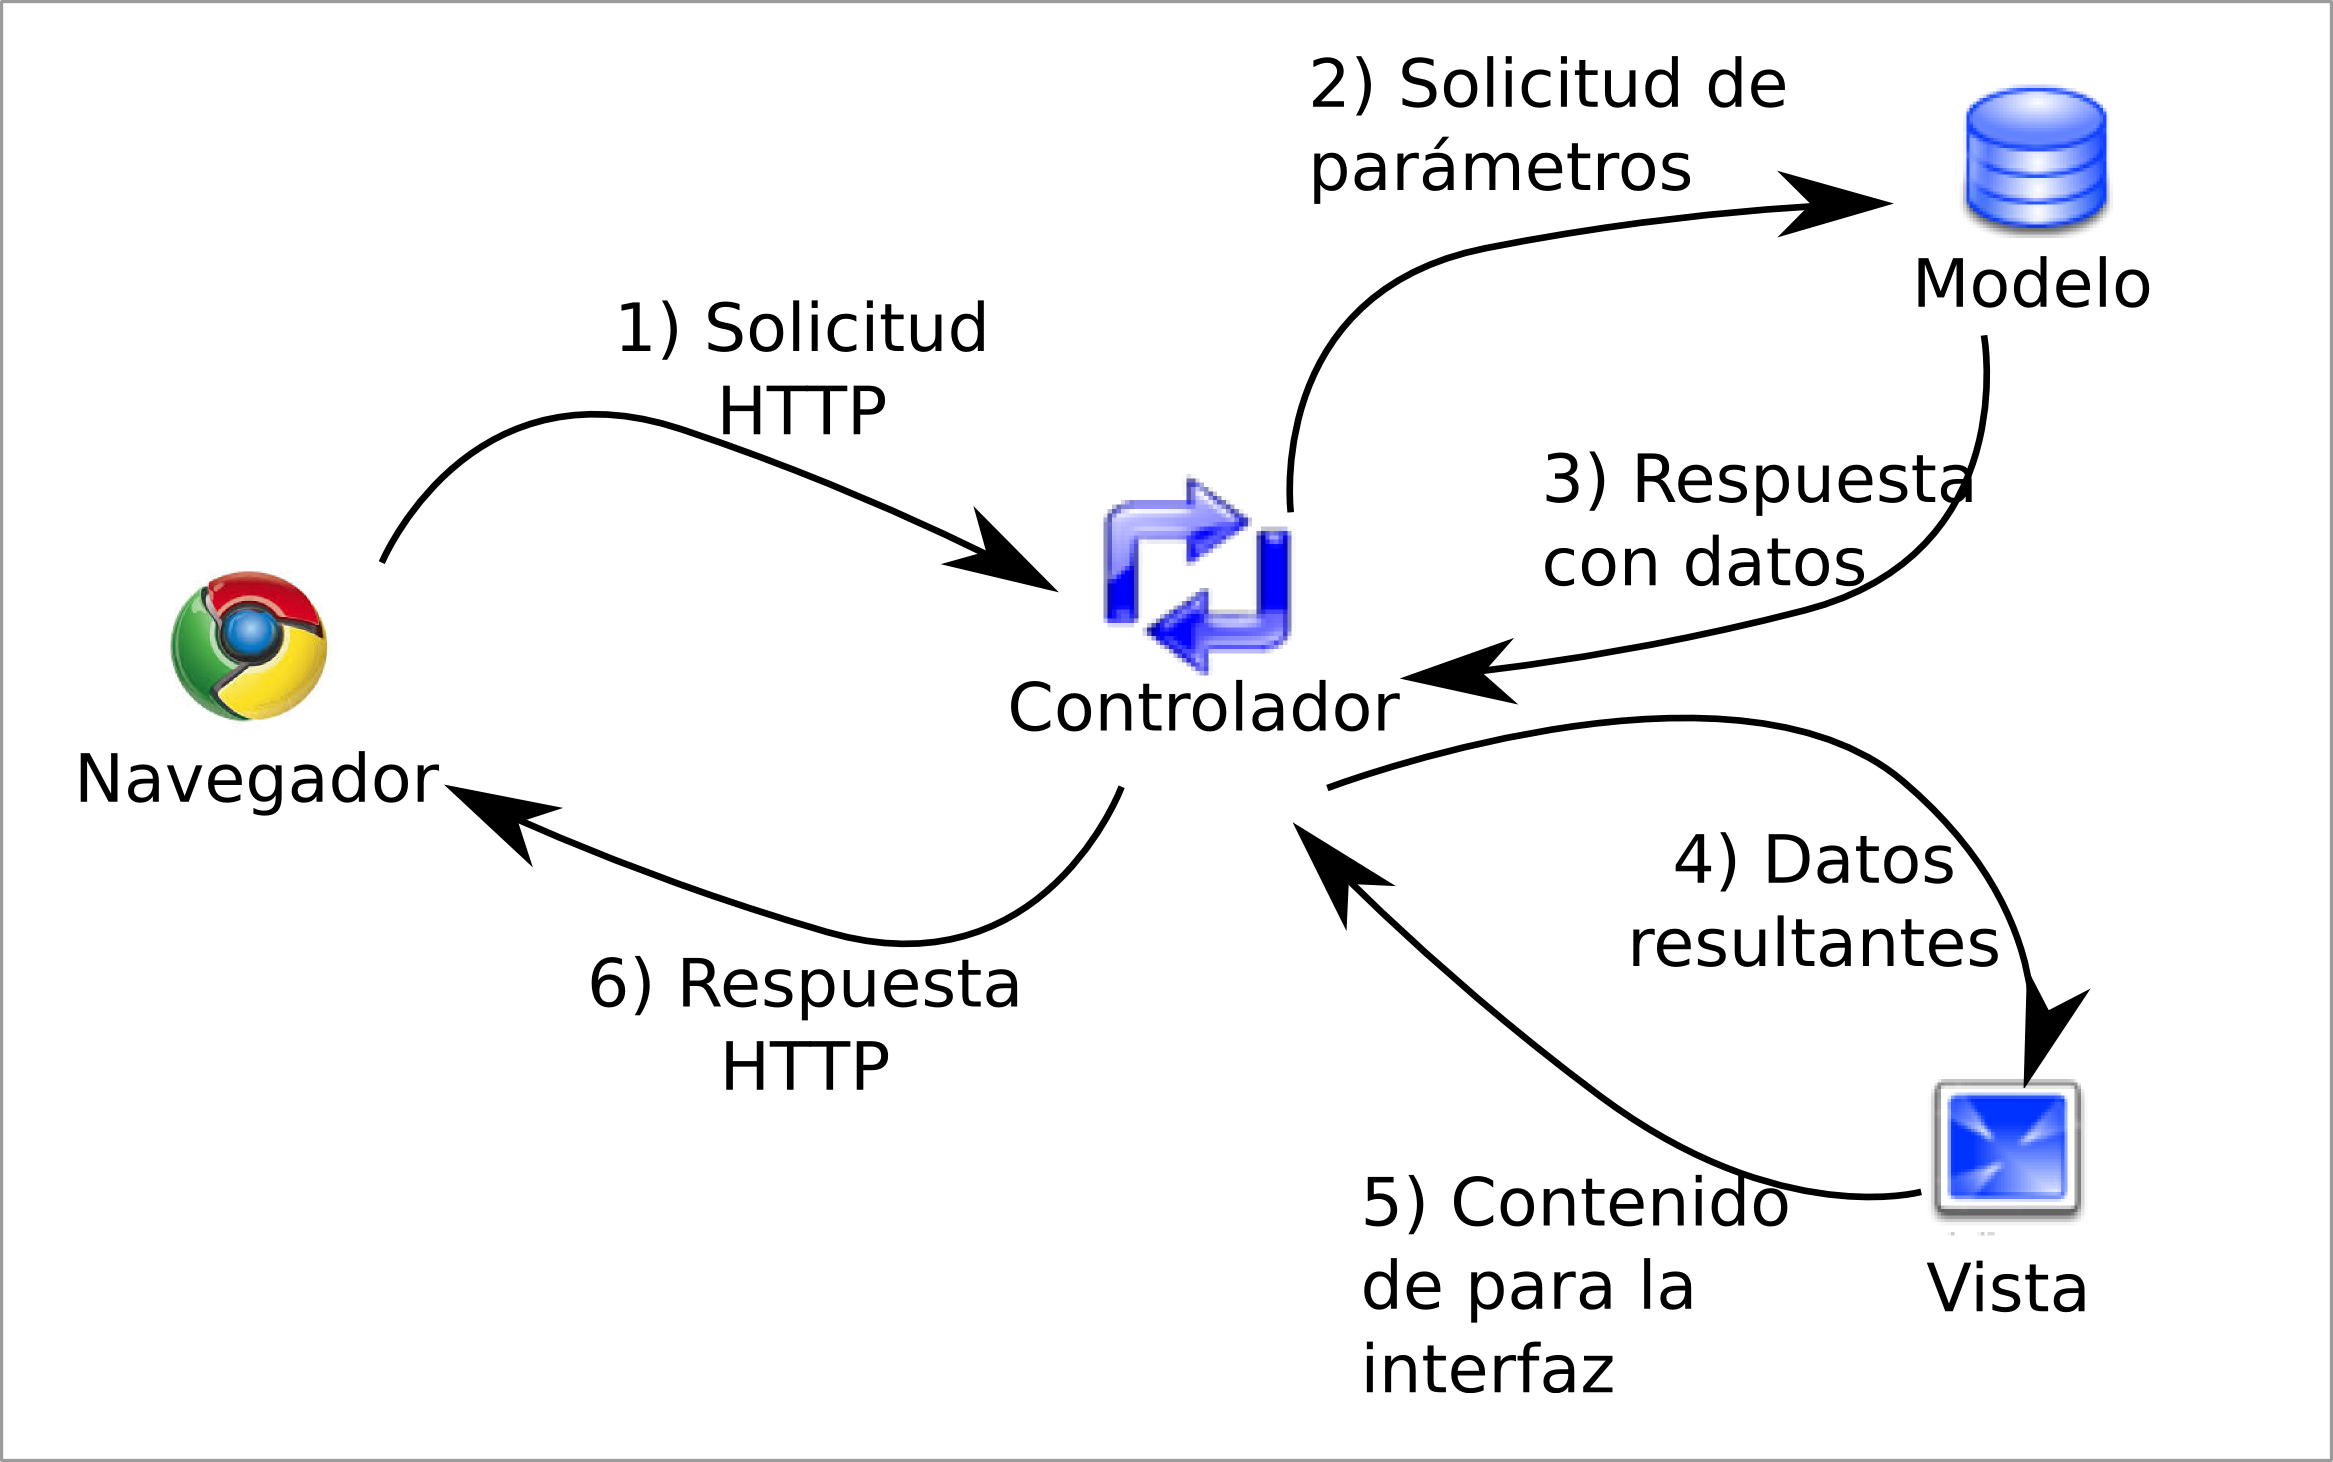 2) Solicitud de
parámetros
Modelo
1) Solicitud
HTTP
3) Respuesta
con datos
Controlador
Navegador
4) Datos
resultantes
6) Respuesta
HTTP
5) Contenido
de para la
interfaz
Vista